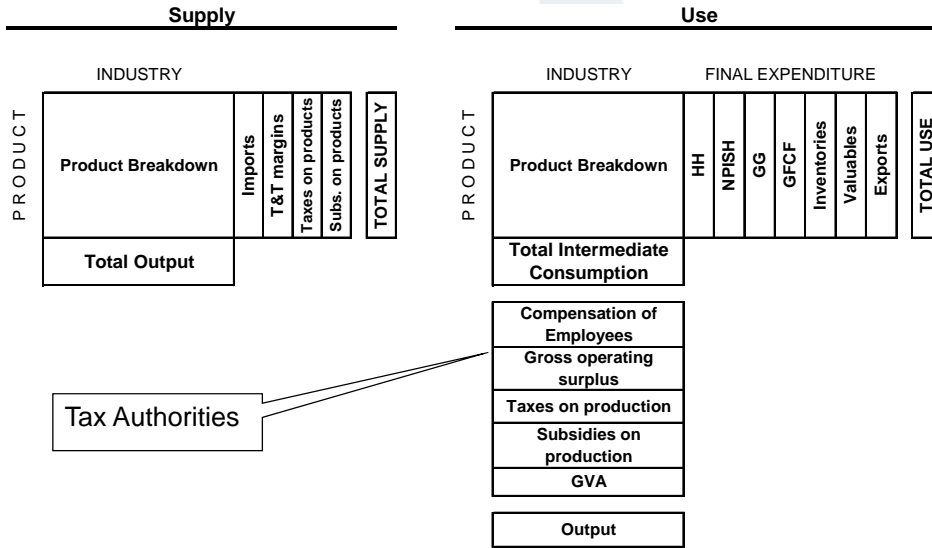 Supply
INDUSTRY
PRODUCT
Product Breakdown
Imports
T&T margins
Taxes on products
Subs. on products
TOTAL SUPPLY
Total Output
Use
INDUSTRY
FINAL EXPENDITURE
PRODUCT
Product Breakdown
HH
NPISH
GG
GFCF
Inventories
Valuables
Exports
TOTAL USE
Total Intermediate
Consumption
Compensation of
Employees
Gross operating
surplus
Taxes on production
Subsidies on
production
GVA
Output
Tax Authorities